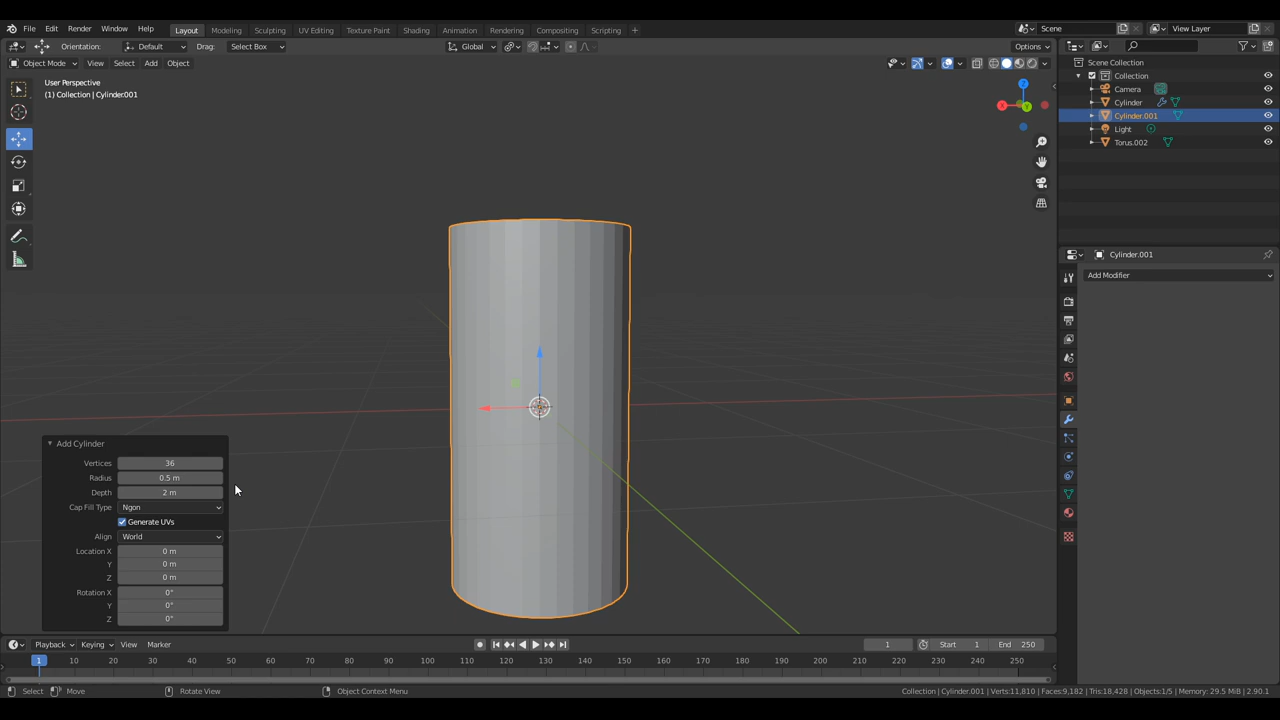 File Edit Render Window Help Layout Modeling Sculpting UV Editing Texture Paint Shading Animation Rendering Compositing Scripting + Scene View Layer
Orientation: Default Drag: Select Box Global Options
Object Mode View Select Add Object
User Perspective
(1) Collection | Cylinder.001
Scene Collection
Collection
Camera
Cylinder
Cylinder.001
Light
Torus.002
Z
X
Y
Cylinder.001
Add Modifier
Add Cylinder
Vertices 36
Radius 0.5 m
Depth 2 m
Cap Fill Type Ngon
Generate UVs
Align World
Location X 0 m
Y 0 m
Z 0 m
Rotation X 0°
Y 0°
Z 0°
Playback Keying View Marker 1 Start 1 End 250
1 10 20 30 40 50 60 70 80 90 100 110 120 130 140 150 160 170 180 190 200 210 220 230 240 250
Select Move Rotate View Object Context Menu Collection | Cylinder.001 | Verts:11,810 | Faces:9,182 | Tris:18,428 | Objects:1/5 | Memory: 29.5 MiB | 2.90.1